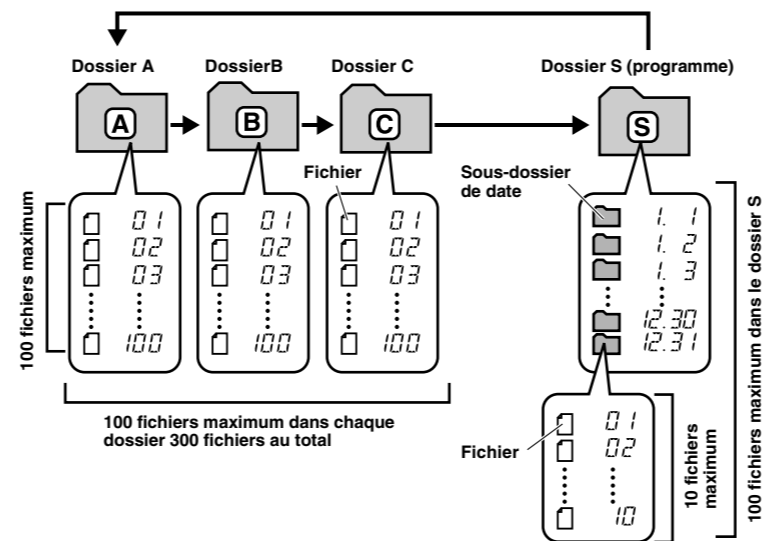 Dossier A
DossierB
Dossier C
Dossier S (programme)
A
B
C
S
Fichier
Sous-dossier
de date
100 fichiers maximum
01
02
03
100
01
02
03
100
01
02
03
100
1. 1
1. 2
1. 3
12.30
12.31
100 fichiers maximum dans le dossier S
100 fichiers maximum dans chaque
dossier 300 fichiers au total
Fichier
01
02
10
10 fichiers
maximum